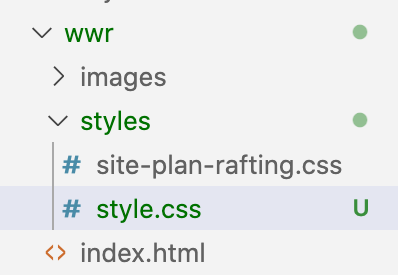 wwr
images
styles
# site-plan-rafting.css
# style.css U
<> index.html